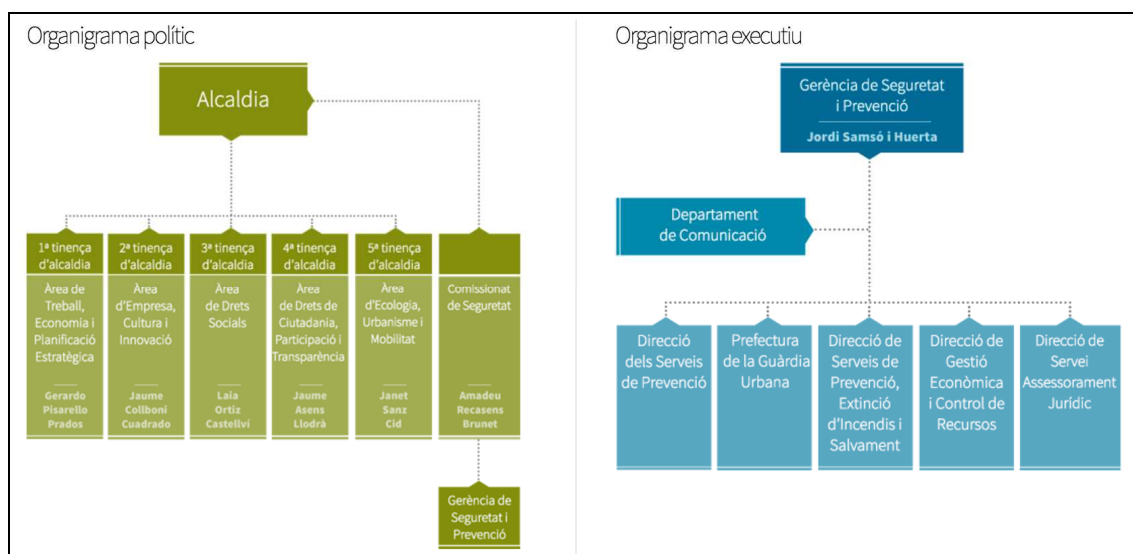 Organigrama polític
Alcaldia
1ª tinença
d'alcaldia
Àrea de
Treball,
Economia i
Planificació
Estratègica
Gerardo
Pisarello
Prados
2ª tinença
d'alcaldia
Àrea
d'Empresa,
Cultura i
Innovació
Jaume
Collboni
Cuadrado
3ª tinença
d'alcaldia
Àrea
de Drets
Socials
Laia
Ortiz
Castellví
4ª tinença
d'alcaldia
Àrea
de Drets de
Ciutadania,
Participació i
Transparència
Jaume
Asens
Llodrà
5ª tinença
d'alcaldia
Àrea
d'Ecologia,
Urbanisme i
Mobilitat
Janet
Sanz
Cid
Comissionat
de Seguretat
Amadeu
Recasens
Brunet
Gerència de
Seguretat i
Prevenció
Organigrama executiu
Gerència de Seguretat
i Prevenció
Jordi Samsó i Huerta
Departament
de Comunicació
Direcció
dels Serveis
de Prevenció
Prefectura
de la Guàrdia
Urbana
Direcció de
Serveis de
Prevenció,
Extinció
d'Incendis i
Salvament
Direcció de
Gestió
Econòmica
i Control de
Recursos
Direcció de
Servei
Assessorament
Jurídic